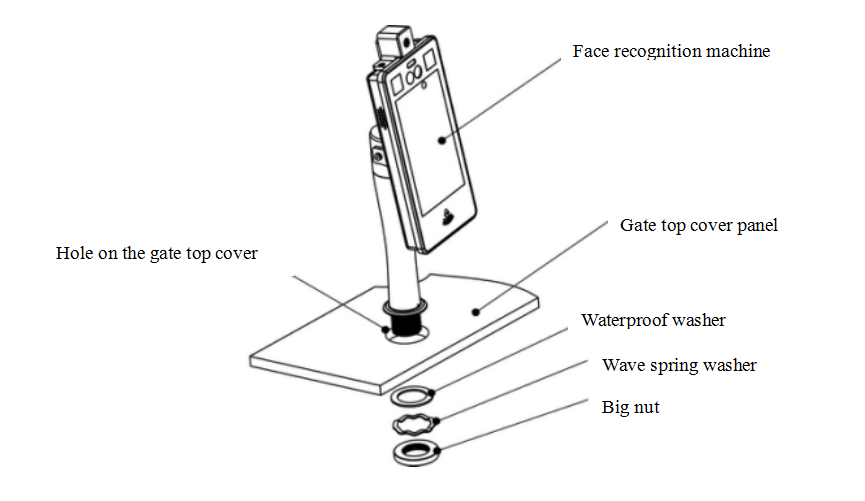 Face recognition machine
Gate top cover panel
Hole on the gate top cover
Waterproof washer
Wave spring washer
Big nut